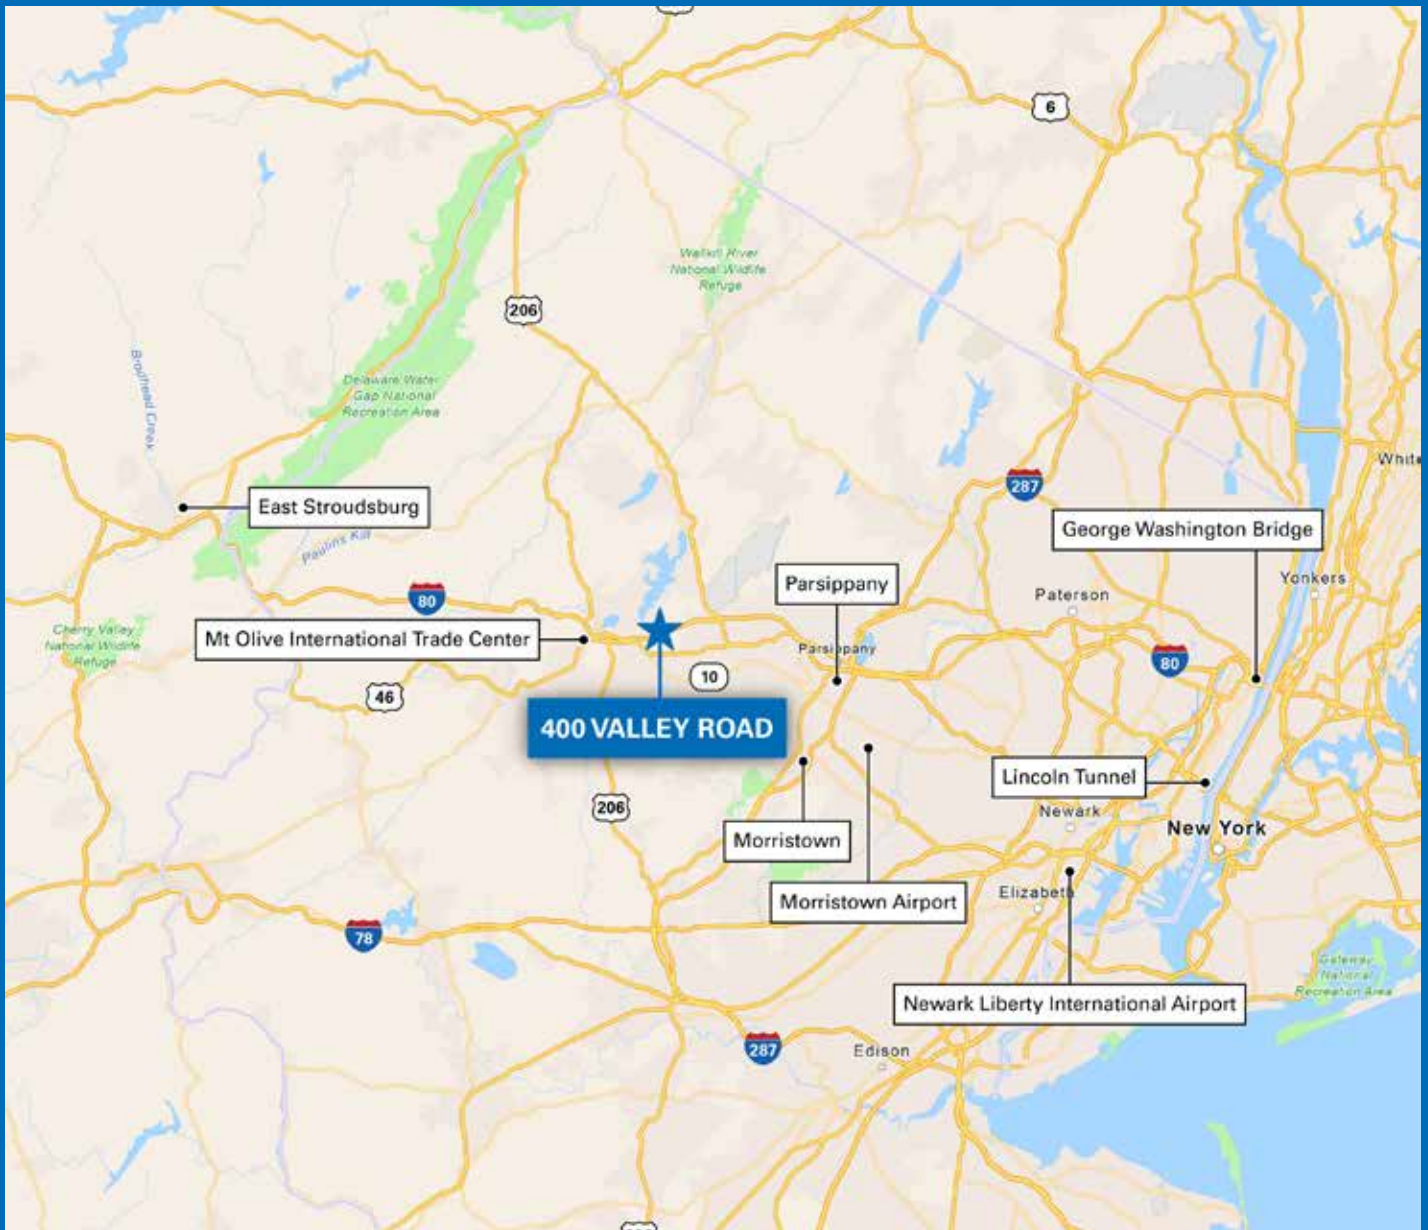 6
Wallkill River
National Wildlife
Refuge
206
Delaware Water
Gap National
Recreation Area
Brodhead Creek
White
287
East Stroudsburg
George Washington Bridge
Paulins Kill
Parsippany
Yonkers
80
Paterson
Cherry Valley
National Wildlife
Refuge
Mt Olive International Trade Center
Parsippany
80
10
46
400 VALLEY ROAD
Lincoln Tunnel
206
Newark
New York
Morristown
Morristown Airport
Elizabeth
78
Gateway
National
Recreation Area
Newark Liberty International Airport
287
Edison